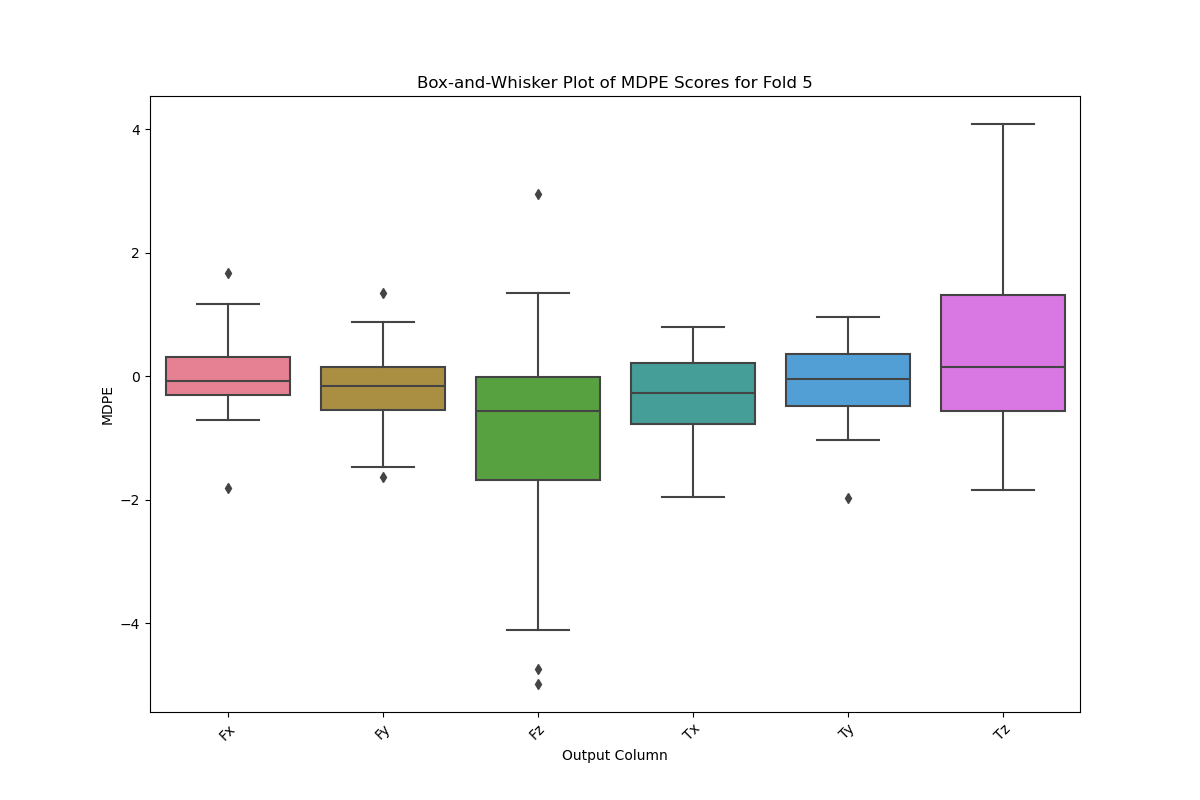 Box-and-Whisker Plot of MDPE Scores for Fold 5
4
2
0
−2
−4
MDPE
Fx
Fy
Fz
Tx
Ty
Tz
Output Column